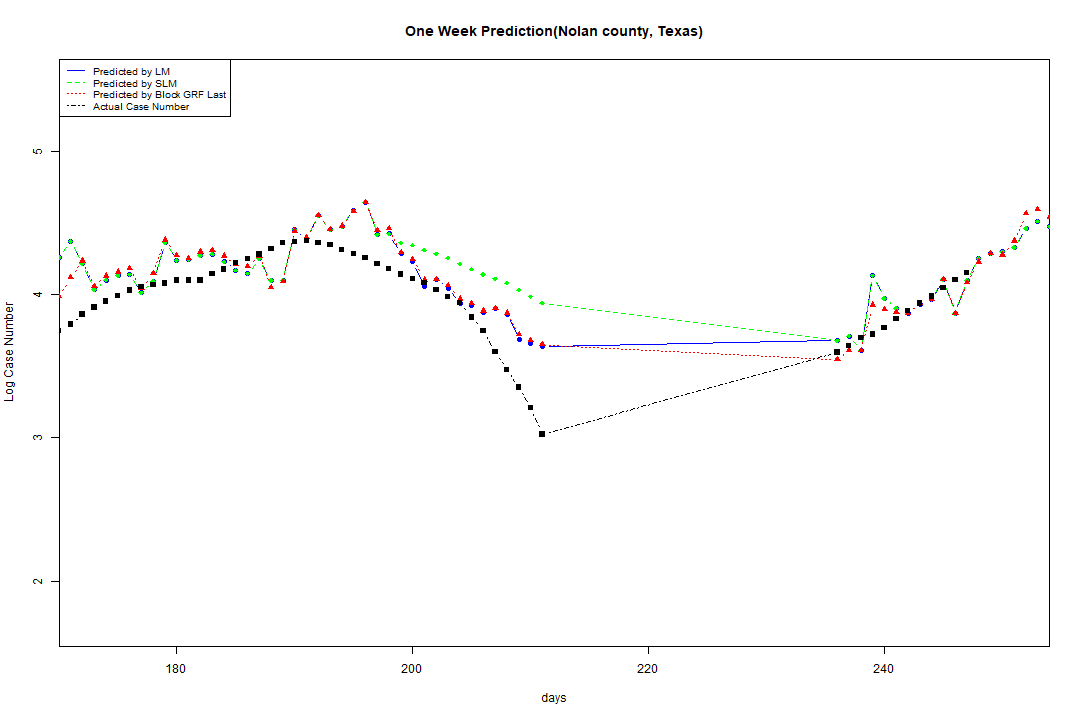 One Week Prediction(Nolan county, Texas)
Predicted by LM
Predicted by SLM
Predicted by Block GRF Last
Actual Case Number
5
4
3
2
Log Case Number
180 200 220 240
days